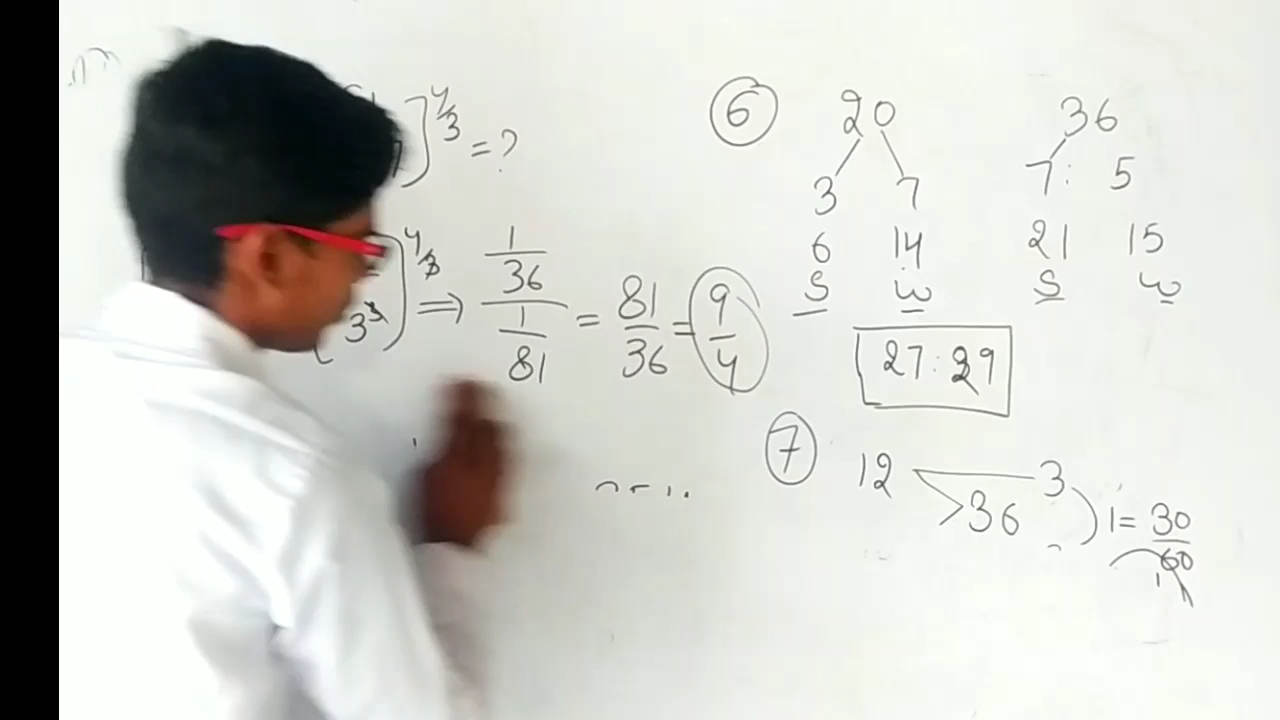 ]^4/3 = ?
3^3)^4/3 ⇒ 1/36 / 1/81 = 81/36 = 9/4
6 20 36
3 7 7: 5
6 14 21 15
S W S W
27:29
7 12 3
>36 1= 30/60